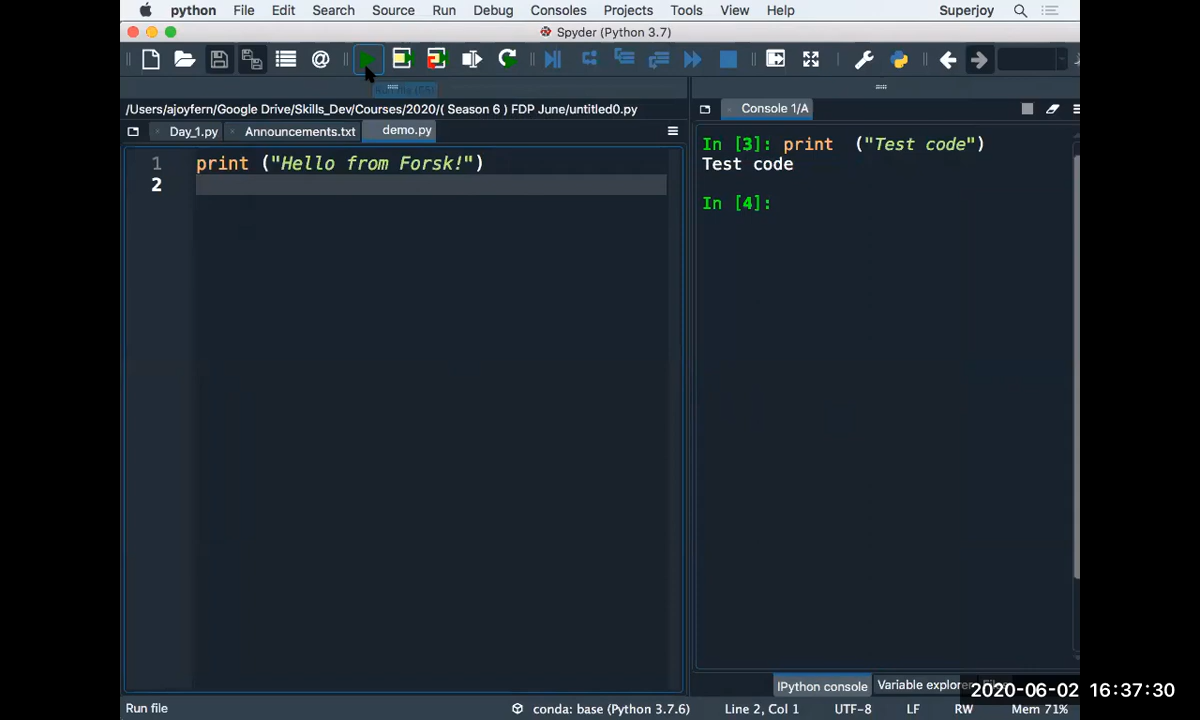 python File Edit Search Source Run Debug Consoles Projects Tools View Help Superjoy
Spyder (Python 3.7)
@
Run file (F5)
/Users/ajoyfern/Google Drive/Skills_Dev/Courses/2020/( Season 6 ) FDP June/untitled0.py
Console 1/A
Day_1.py Announcements.txt demo.py
1 print ("Hello from Forsk!")
2
In [3]: print  ("Test code")
Test code
In [4]:
IPython console Variable explorer
2020-06-02 16:37:30
Run file conda: base (Python 3.7.6) Line 2, Col 1 UTF-8 LF RW Mem 71%